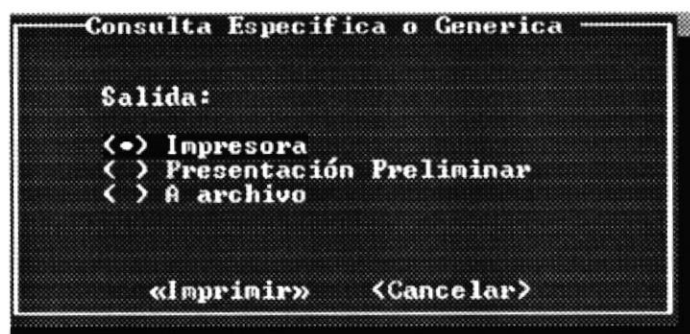 Consulta Especifica o Generica
Salida:
(•) Impresora
( ) Presentación Preliminar
( ) A archivo
«Imprimir» <Cancelar>